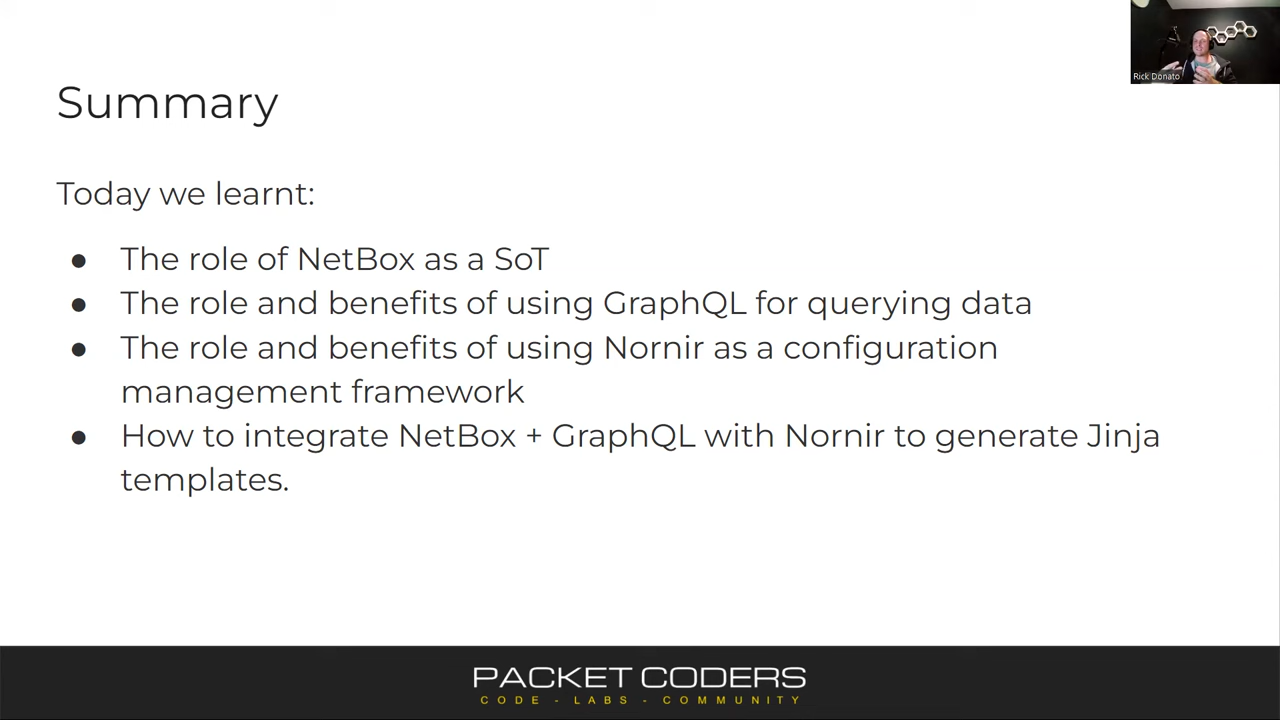 Rick Donato
Summary
Today we learnt:
● The role of NetBox as a SoT
● The role and benefits of using GraphQL for querying data
● The role and benefits of using Nornir as a configuration
management framework
● How to integrate NetBox + GraphQL with Nornir to generate Jinja
templates.
PACKET CODERS
CODE - LABS - COMMUNITY